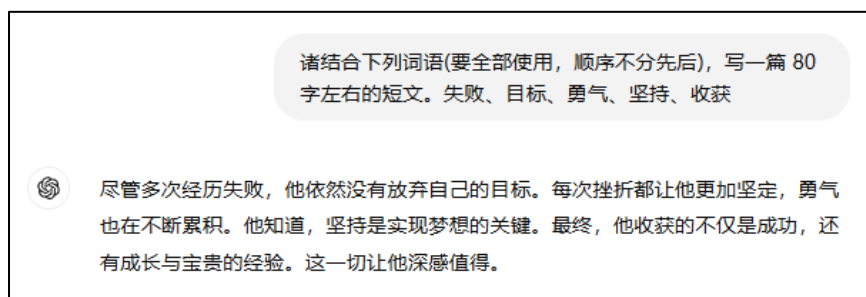 诸结合下列词语(要全部使用，顺序不分先后)，写一篇 80
字左右的短文。失败、目标、勇气、坚持、收获
尽管多次经历失败，他依然没有放弃自己的目标。每次挫折都让他更加坚定，勇气
也在不断累积。他知道，坚持是实现梦想的关键。最终，他收获的不仅是成功，还
有成长与宝贵的经验。这一切让他深感值得。